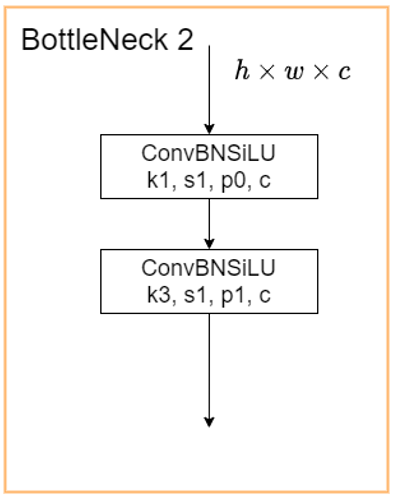 BottleNeck 2
h × w × c
ConvBNSiLU
k1, s1, p0, c
ConvBNSiLU
k3, s1, p1, c